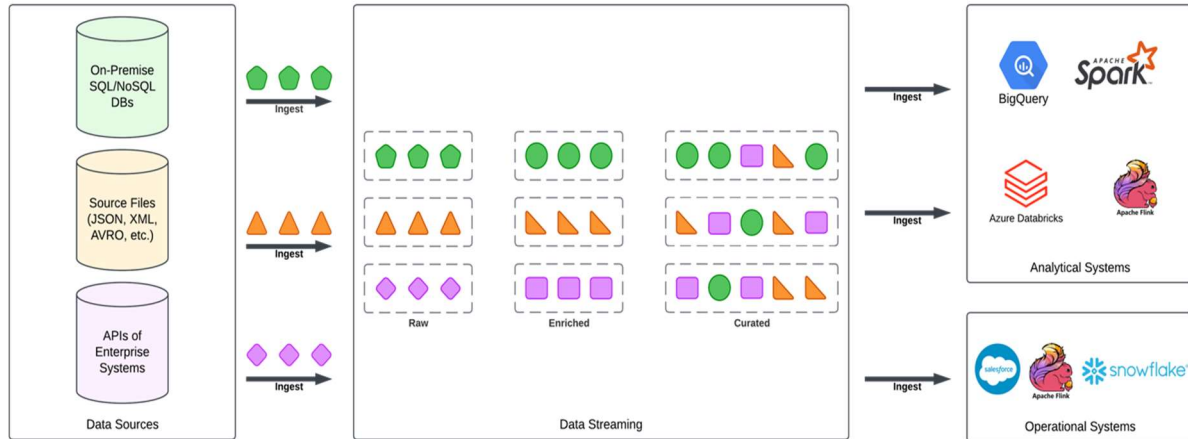 On-Premise
SQL/NoSQL
DBs
Source Files
(JSON, XML,
AVRO, etc.)
APIs of
Enterprise
Systems
Data Sources
Ingest
Ingest
Ingest
Raw
Enriched
Curated
Data Streaming
Ingest
Ingest
Ingest
BigQuery
APACHE
Spark
Azure Databricks
Apache Flink
Analytical Systems
salesforce
Apache Flink
snowflake
Operational Systems